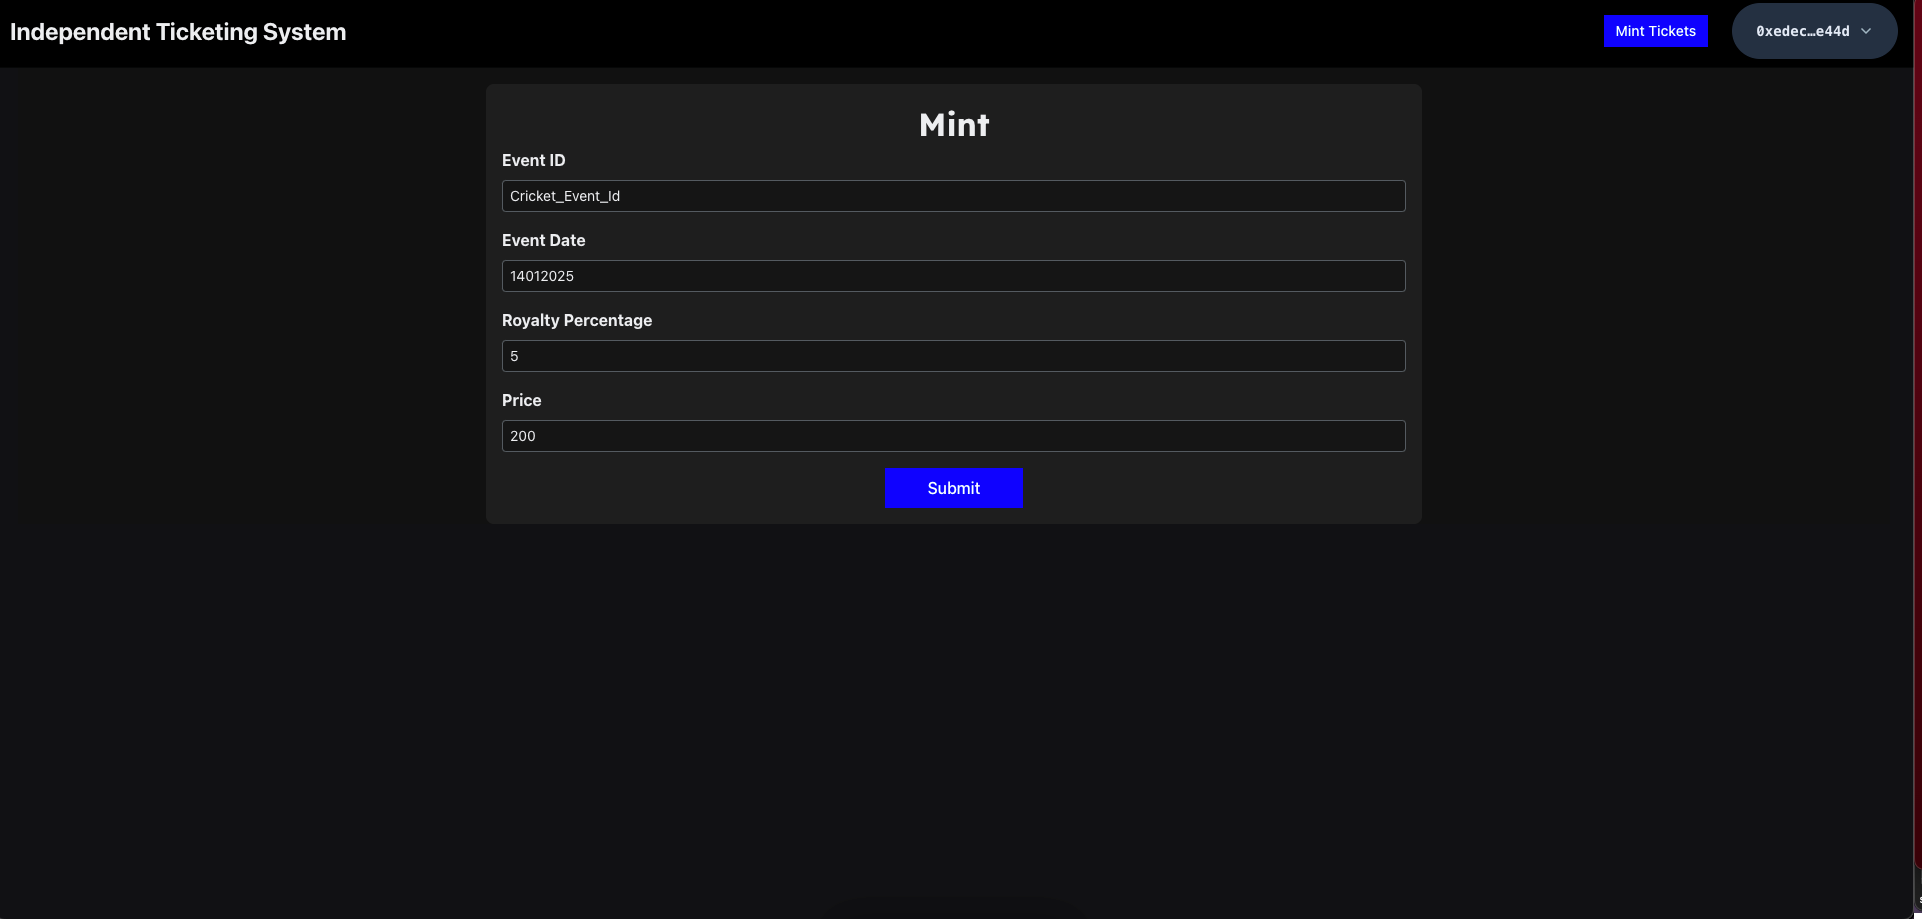 Independent Ticketing System
Mint Tickets
0xedec…e44d
Mint
Event ID
Cricket_Event_Id
Event Date
14012025
Royalty Percentage
5
Price
200
Submit